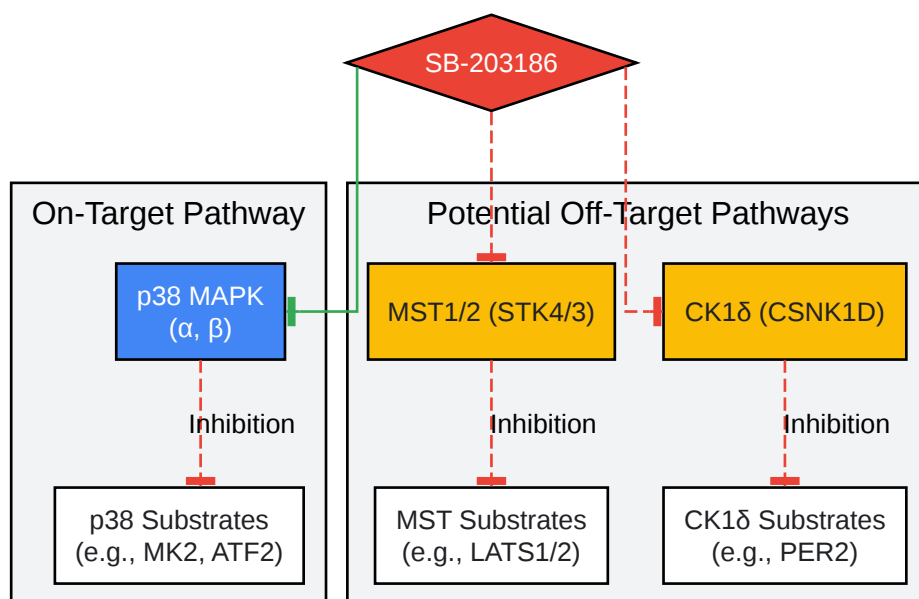 SB-203186
On-Target Pathway
Potential Off-Target Pathways
p38 MAPK
(α, β)
MST1/2 (STK4/3)
CK1δ (CSNK1D)
Inhibition
Inhibition
Inhibition
p38 Substrates
(e.g., MK2, ATF2)
MST Substrates
(e.g., LATS1/2)
CK1δ Substrates
(e.g., PER2)